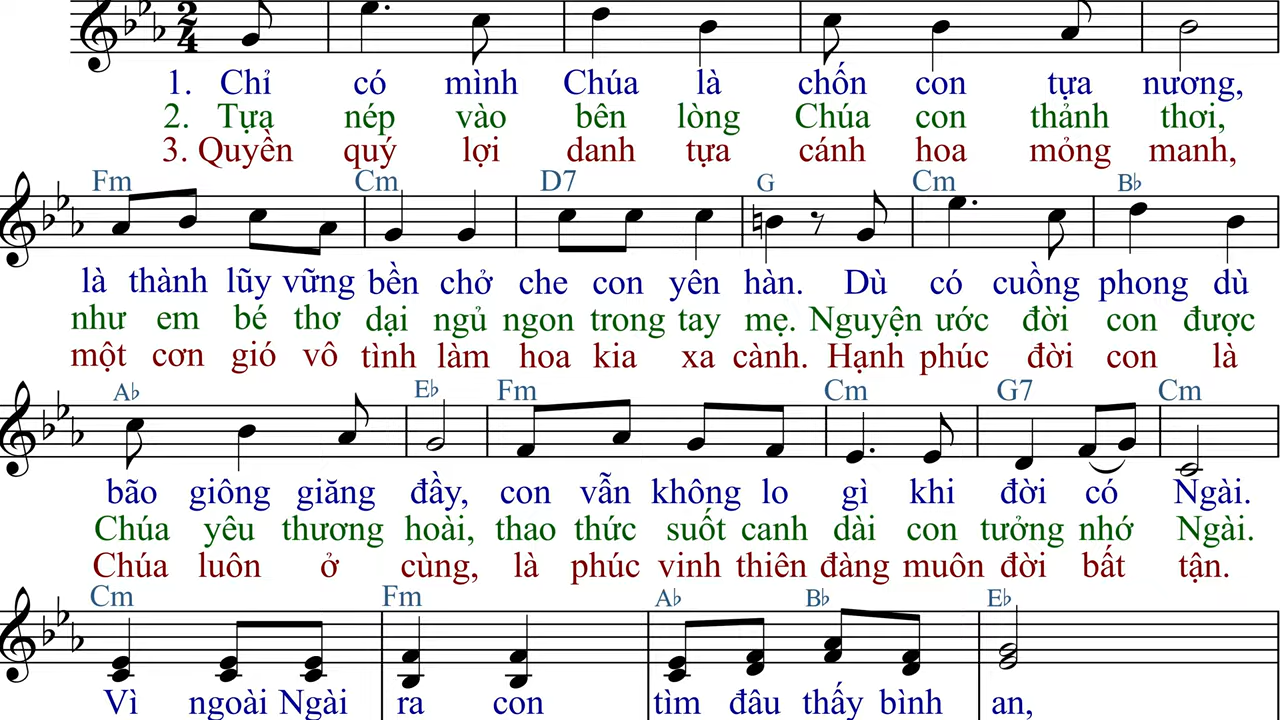 2 4
1. Chỉ có mình Chúa là chốn con tựa nương,
2. Tựa nép vào bên lòng Chúa con thảnh thơi,
3. Quyền quý lợi danh tựa cánh hoa mỏng manh,
Fm Cm D7 G Cm B♭
là thành lũy vững bền chở che con yên hàn. Dù có cuồng phong dù
như em bé thơ dại ngủ ngon trong tay mẹ. Nguyện ước đời con được
một cơn gió vô tình làm hoa kia xa cành. Hạnh phúc đời con là
A♭ E♭ Fm Cm G7 Cm
bão giông giăng đầy, con vẫn không lo gì khi đời có Ngài.
Chúa yêu thương hoài, thao thức suốt canh dài con tưởng nhớ Ngài.
Chúa luôn ở cùng, là phúc vinh thiên đàng muôn đời bất tận.
Cm Fm A♭ B♭ E♭
Vì ngoài Ngài ra con tìm đâu thấy bình an,